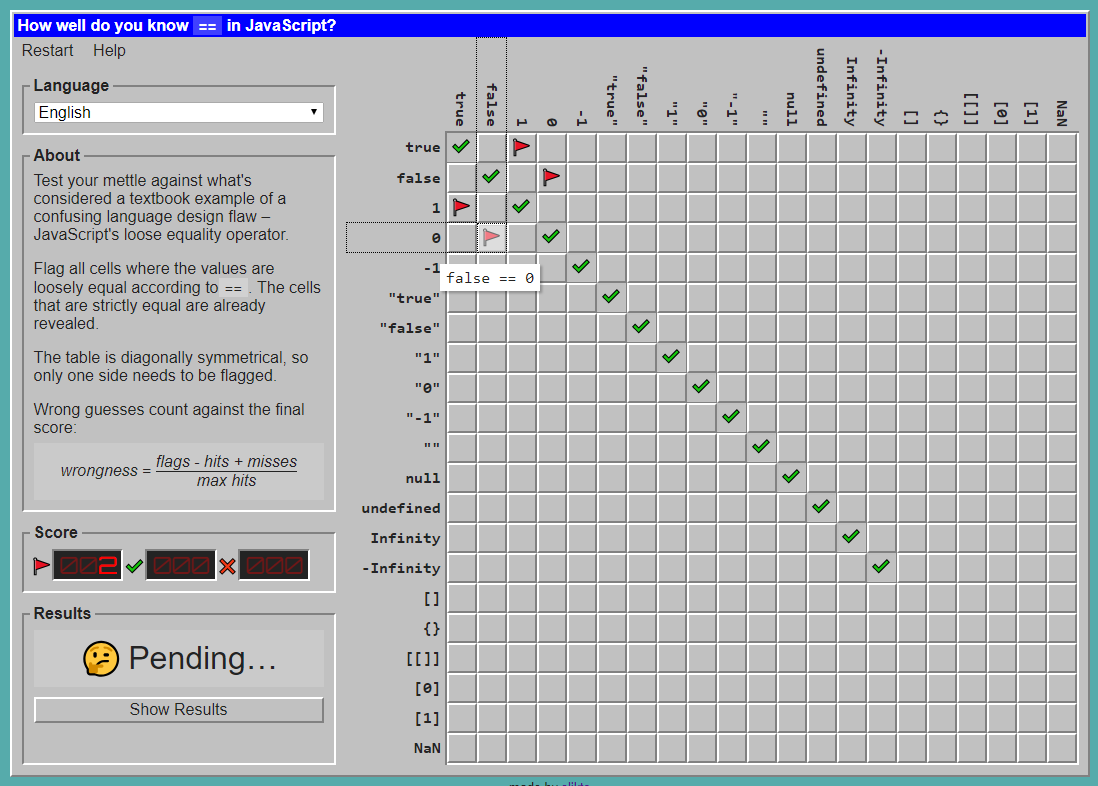 How well do you know == in JavaScript?
Restart Help
Language
English
About
Test your mettle against what's
considered a textbook example of a
confusing language design flaw –
JavaScript's loose equality operator.
Flag all cells where the values are
loosely equal according to == . The cells
that are strictly equal are already
revealed.
The table is diagonally symmetrical, so
only one side needs to be flagged.
Wrong guesses count against the final
score:
wrongness = flags - hits + misses
max hits
Score
002 000 000
Results
🤔 Pending…
Show Results
true false 1 0 -1 "true" "false" "1" "0" "-1" "" null undefined Infinity -Infinity [] {} [[]] [0] [1] NaN
true
false
1
0
-1
false == 0
"true"
"false"
"1"
"0"
"-1"
""
null
undefined
Infinity
-Infinity
[]
{}
[[]]
[0]
[1]
NaN